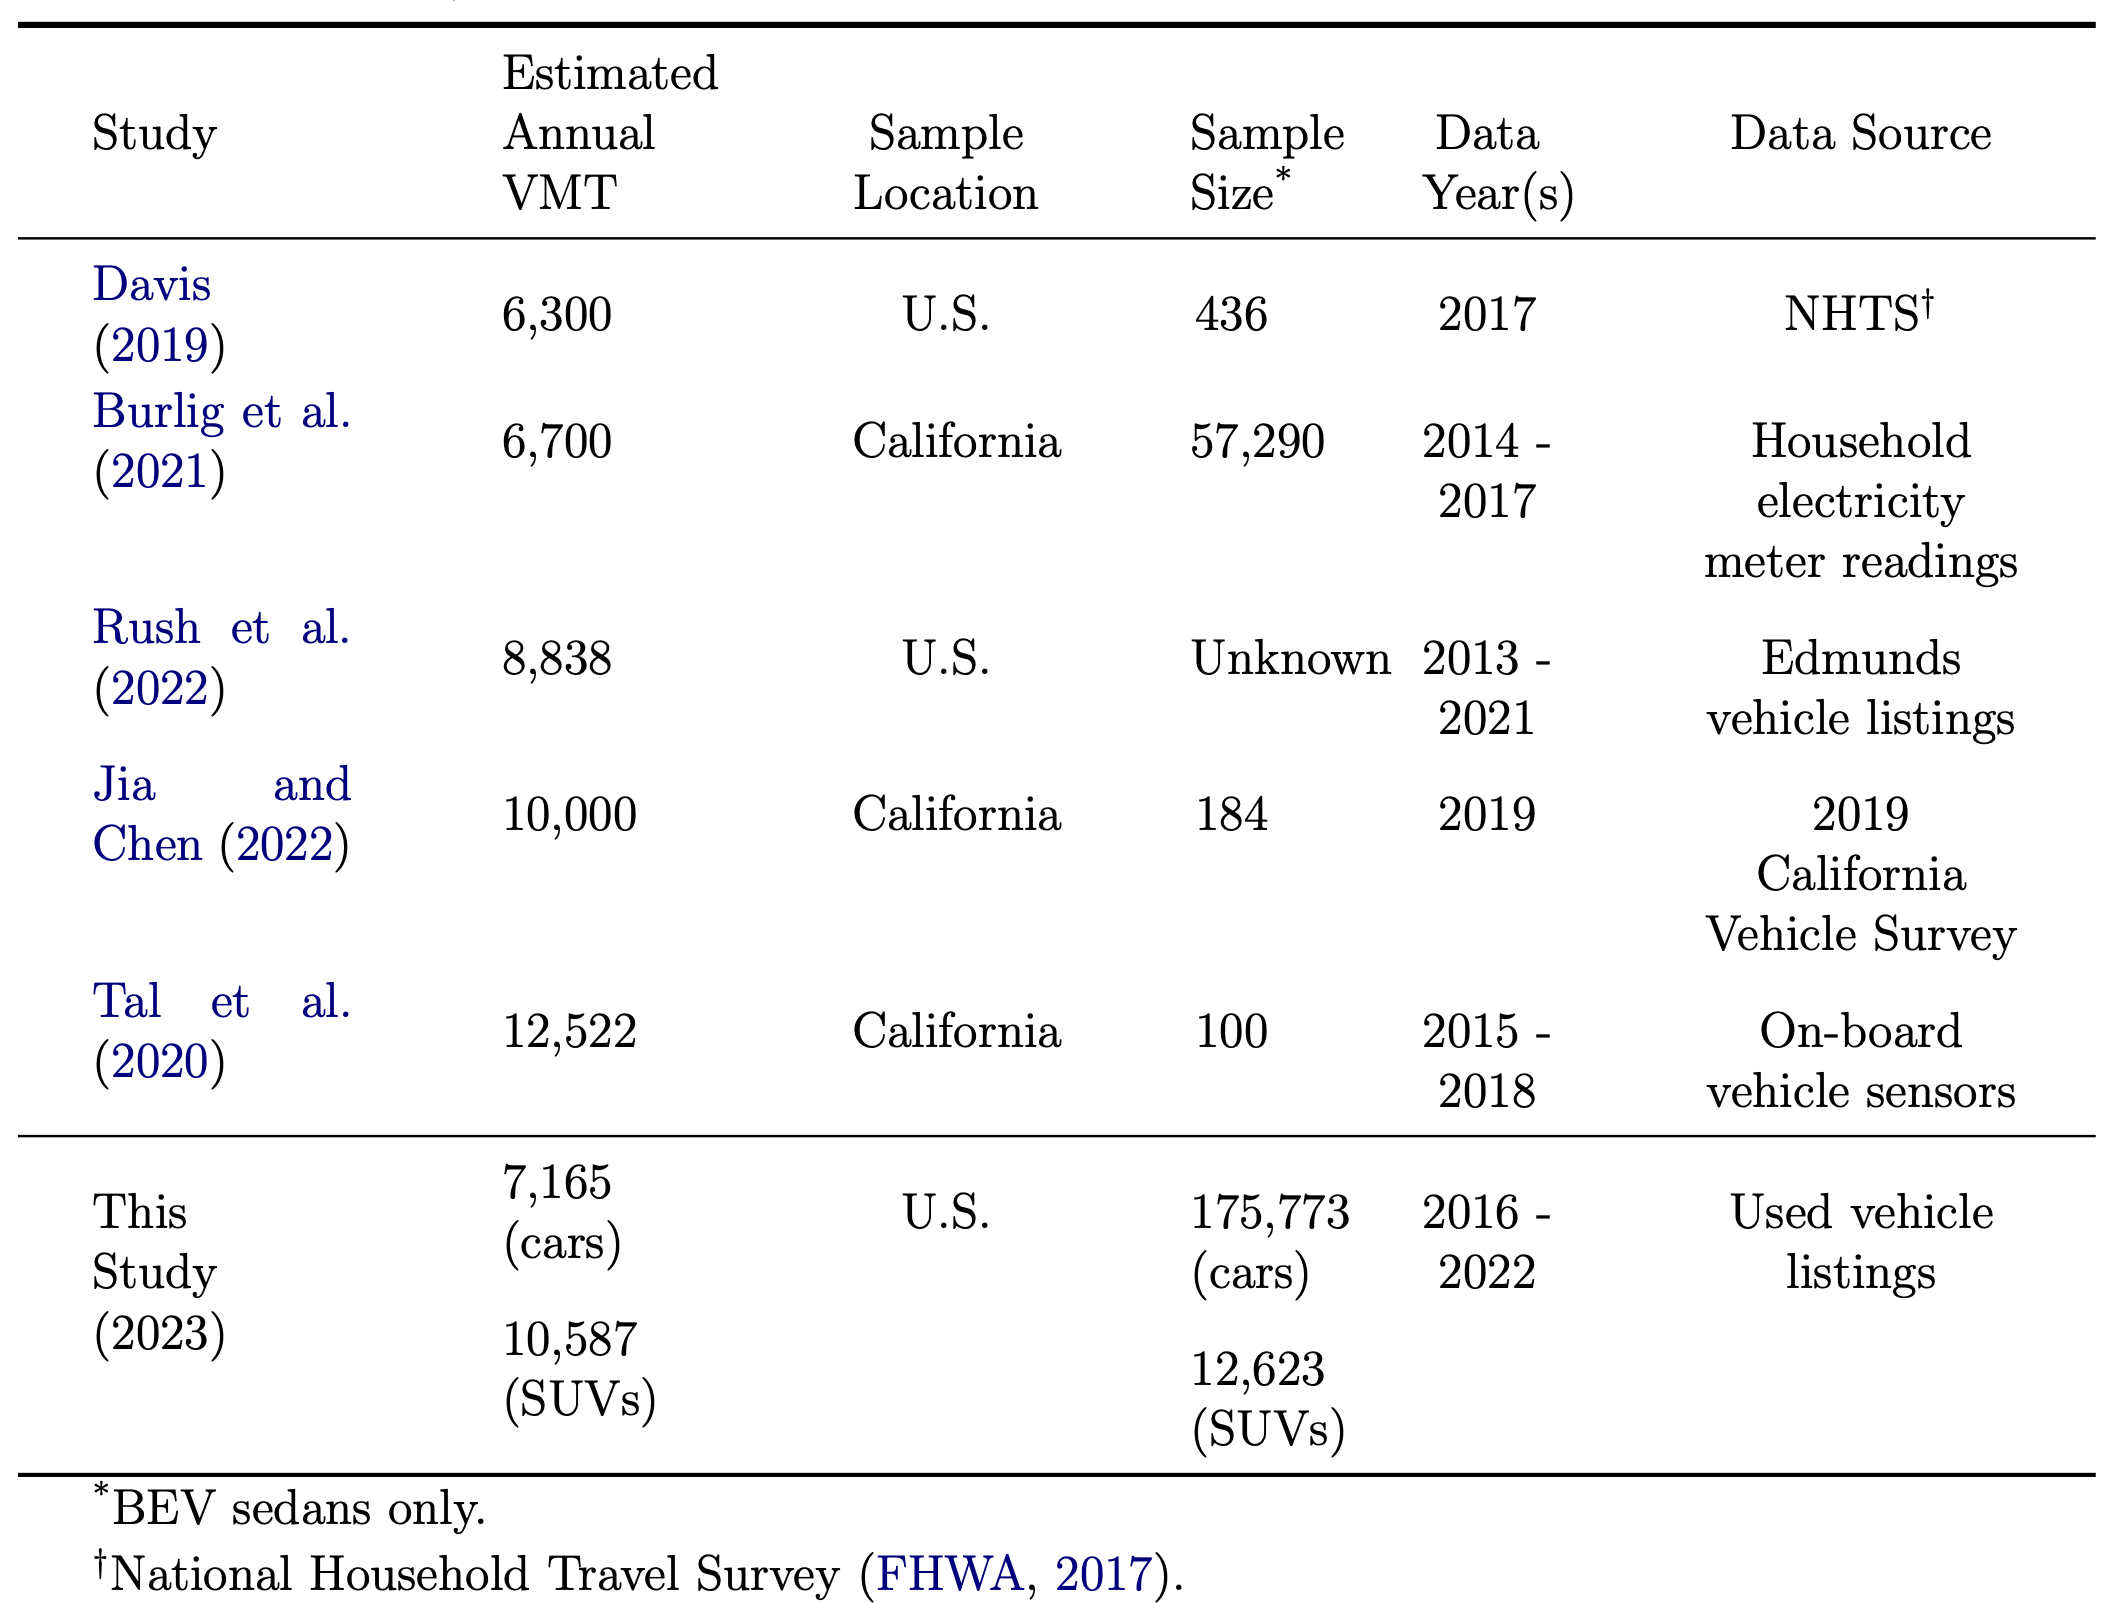 Study Estimated Annual VMT Sample Location Sample Size* Data Year(s) Data Source
Davis (2019) 6,300 U.S. 436 2017 NHTS†
Burlig et al. (2021) 6,700 California 57,290 2014 - 2017 Household electricity meter readings
Rush et al. (2022) 8,838 U.S. Unknown 2013 - 2021 Edmunds vehicle listings
Jia and Chen (2022) 10,000 California 184 2019 2019 California Vehicle Survey
Tal et al. (2020) 12,522 California 100 2015 - 2018 On-board vehicle sensors
This Study (2023) 7,165 (cars) 10,587 (SUVs) U.S. 175,773 (cars) 12,623 (SUVs) 2016 - 2022 Used vehicle listings
*BEV sedans only.
†National Household Travel Survey (FHWA, 2017).